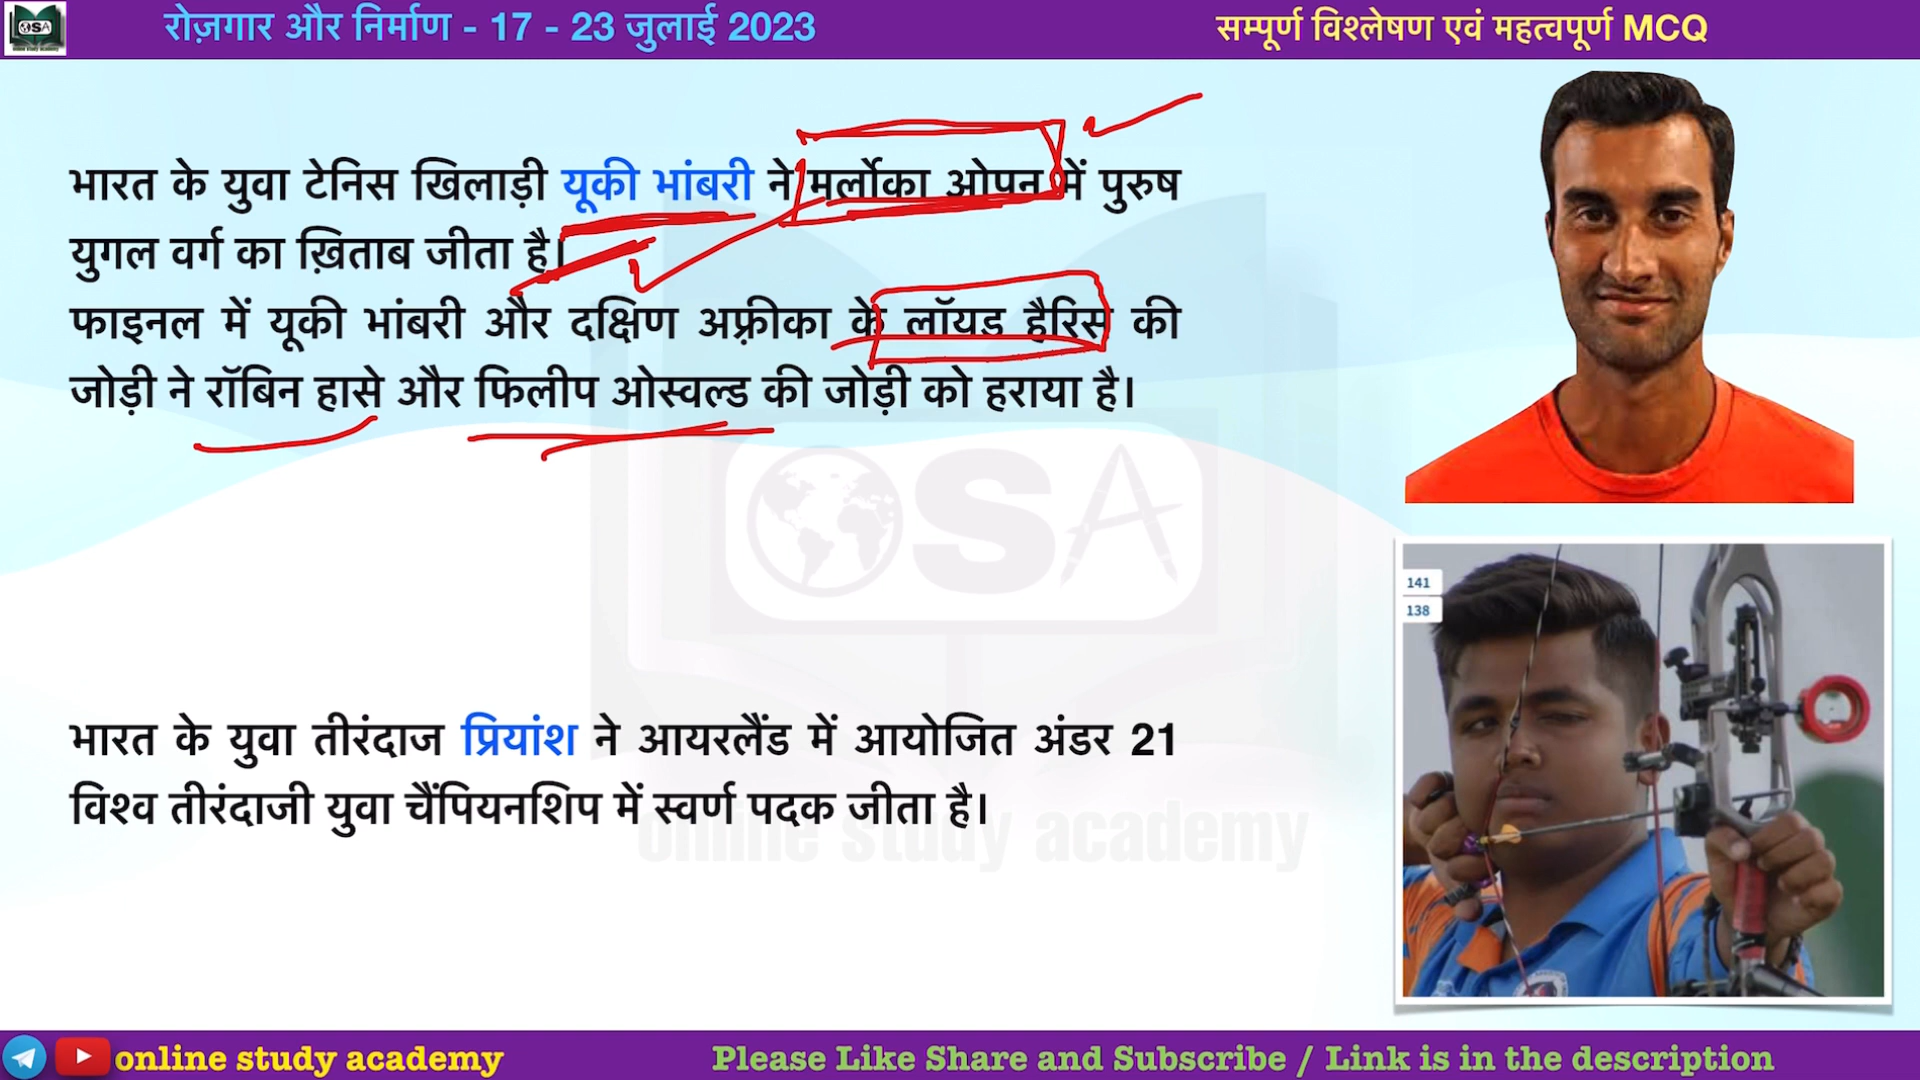 OSA
रोज़गार और निर्माण - 17 - 23 जुलाई 2023
सम्पूर्ण विश्लेषण एवं महत्वपूर्ण MCQ
भारत के युवा टेनिस खिलाड़ी यूकी भांबरी ने मर्लोका ओपन में पुरुष
युगल वर्ग का ख़िताब जीता है।
फाइनल में यूकी भांबरी और दक्षिण अफ़्रीका के लॉयड हैरिस की
जोड़ी ने रॉबिन हासे और फिलीप ओस्वल्ड की जोड़ी को हराया है।
OSA
141
138
भारत के युवा तीरंदाज प्रियांश ने आयरलैंड में आयोजित अंडर 21
विश्व तीरंदाजी युवा चैंपियनशिप में स्वर्ण पदक जीता है।
online study academy
online study academy
Please Like Share and Subscribe / Link is in the description